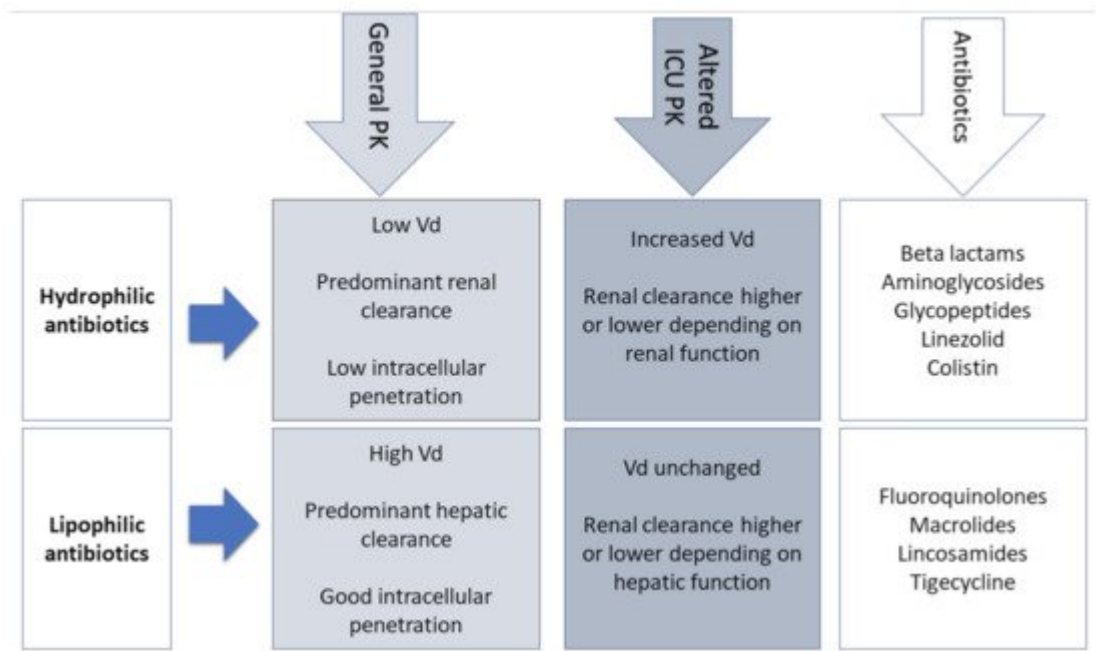 General PK
Altered
ICU PK
Antibiotics
Hydrophilic
antibiotics
Low Vd
Predominant renal
clearance
Low intracellular
penetration
Increased Vd
Renal clearance higher
or lower depending on
renal function
Beta lactams
Aminoglycosides
Glycopeptides
Linezolid
Colistin
Lipophilic
antibiotics
High Vd
Predominant hepatic
clearance
Good intracellular
penetration
Vd unchanged
Renal clearance higher
or lower depending on
hepatic function
Fluoroquinolones
Macrolides
Lincosamides
Tigecycline